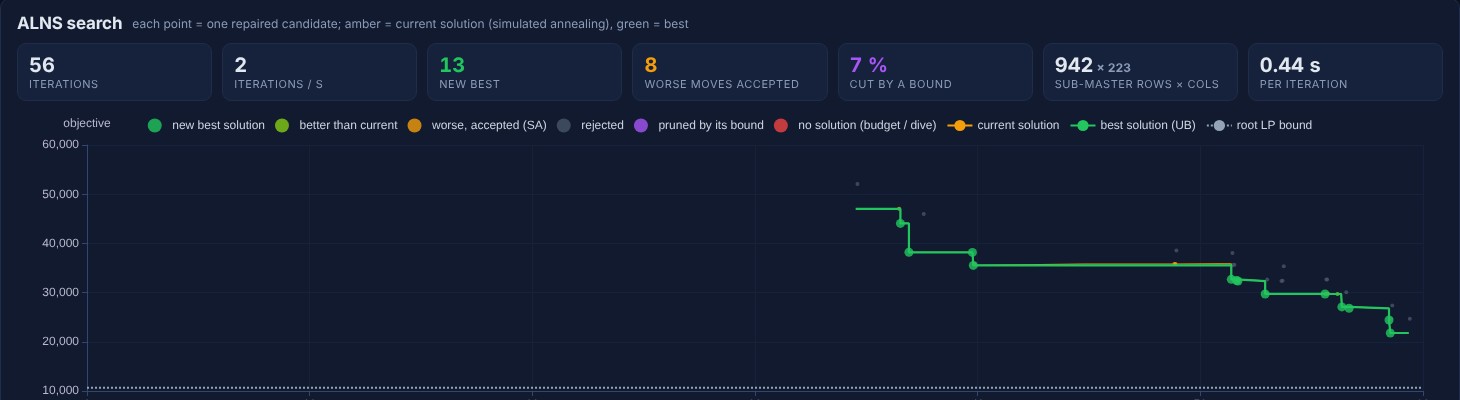 ALNS search each point = one repaired candidate; amber = current solution (simulated annealing), green = best
56 2 13 8 7 % 942 × 223 0.44 s
ITERATIONS ITERATIONS / S NEW BEST WORSE MOVES ACCEPTED CUT BY A BOUND SUB-MASTER ROWS × COLS PER ITERATION
objective new best solution better than current worse, accepted (SA) rejected pruned by its bound no solution (budget / dive) current solution best solution (UB) root LP bound
60,000
50,000
40,000
30,000
20,000
10,000